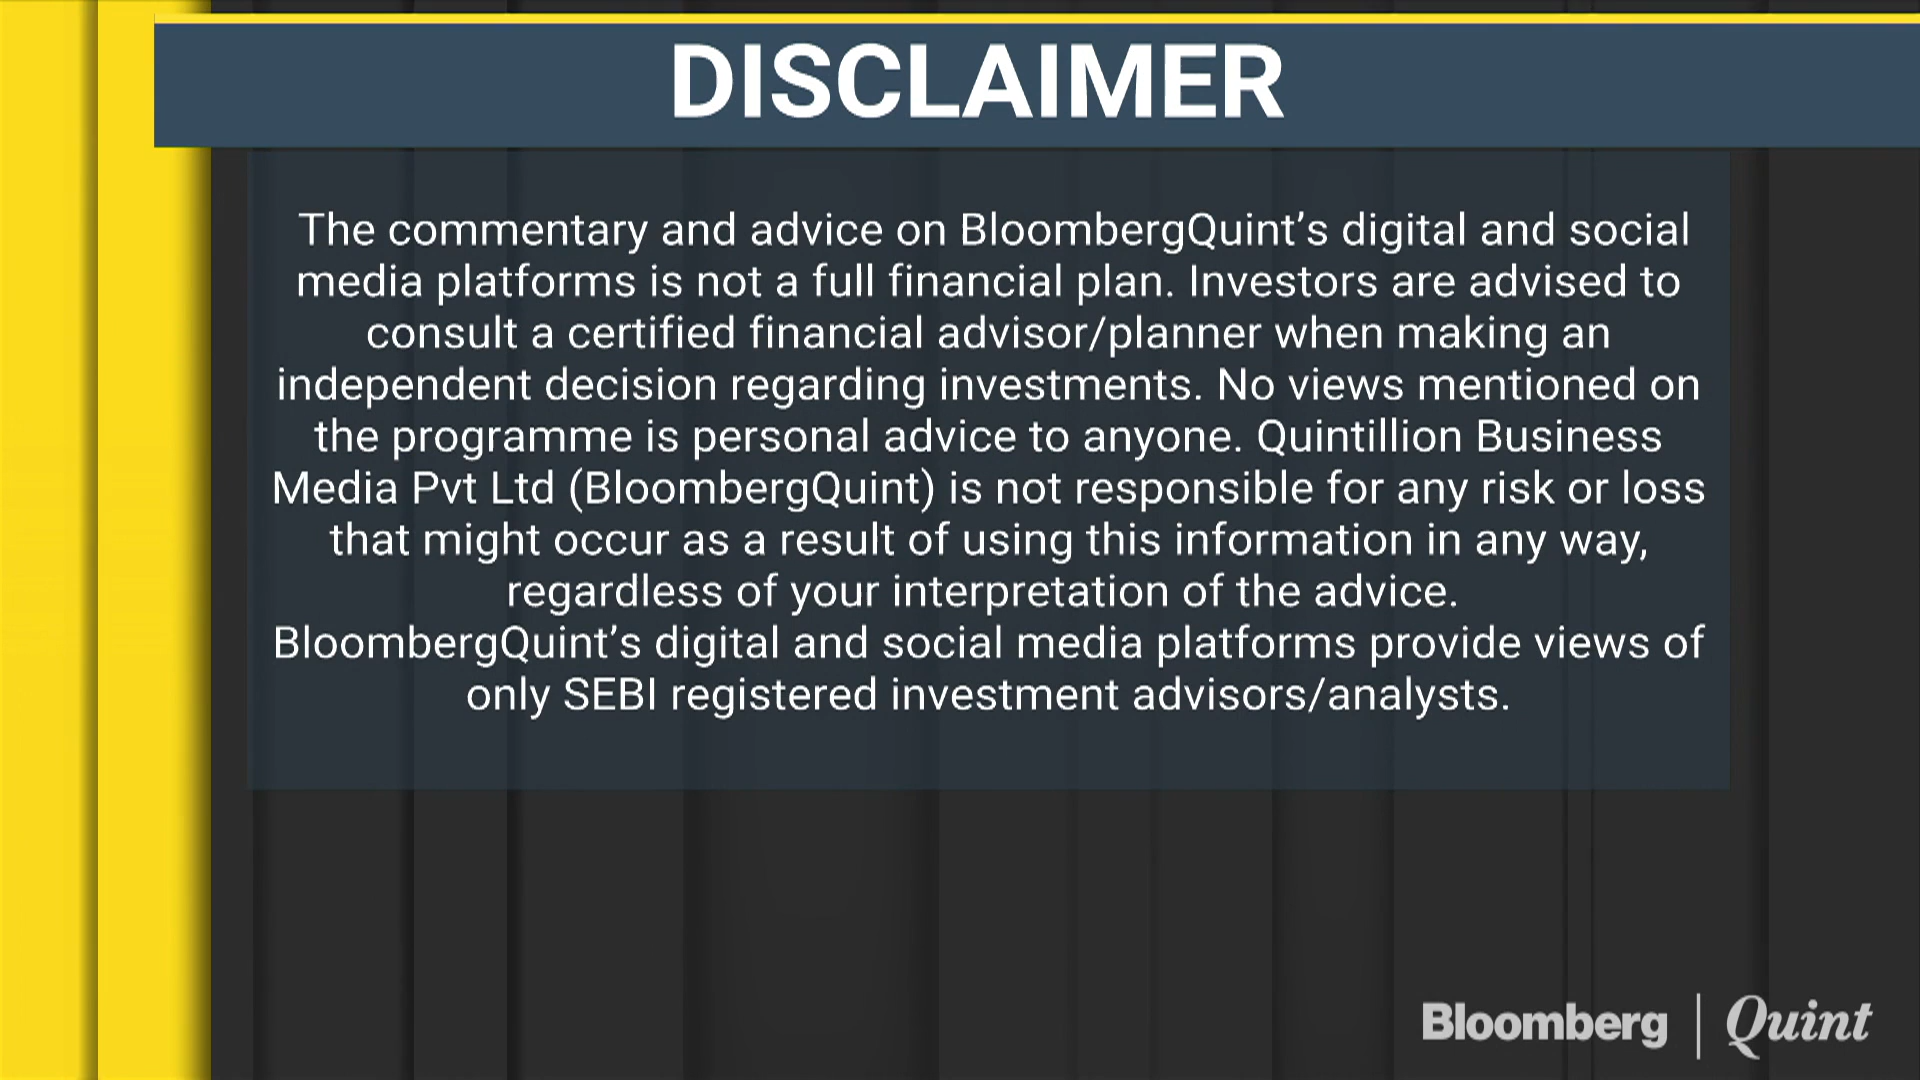 DISCLAIMER
The commentary and advice on BloombergQuint’s digital and social
media platforms is not a full financial plan. Investors are advised to
consult a certified financial advisor/planner when making an
independent decision regarding investments. No views mentioned on
the programme is personal advice to anyone. Quintillion Business
Media Pvt Ltd (BloombergQuint) is not responsible for any risk or loss
that might occur as a result of using this information in any way,
regardless of your interpretation of the advice.
BloombergQuint’s digital and social media platforms provide views of
only SEBI registered investment advisors/analysts.
Bloomberg | Quint